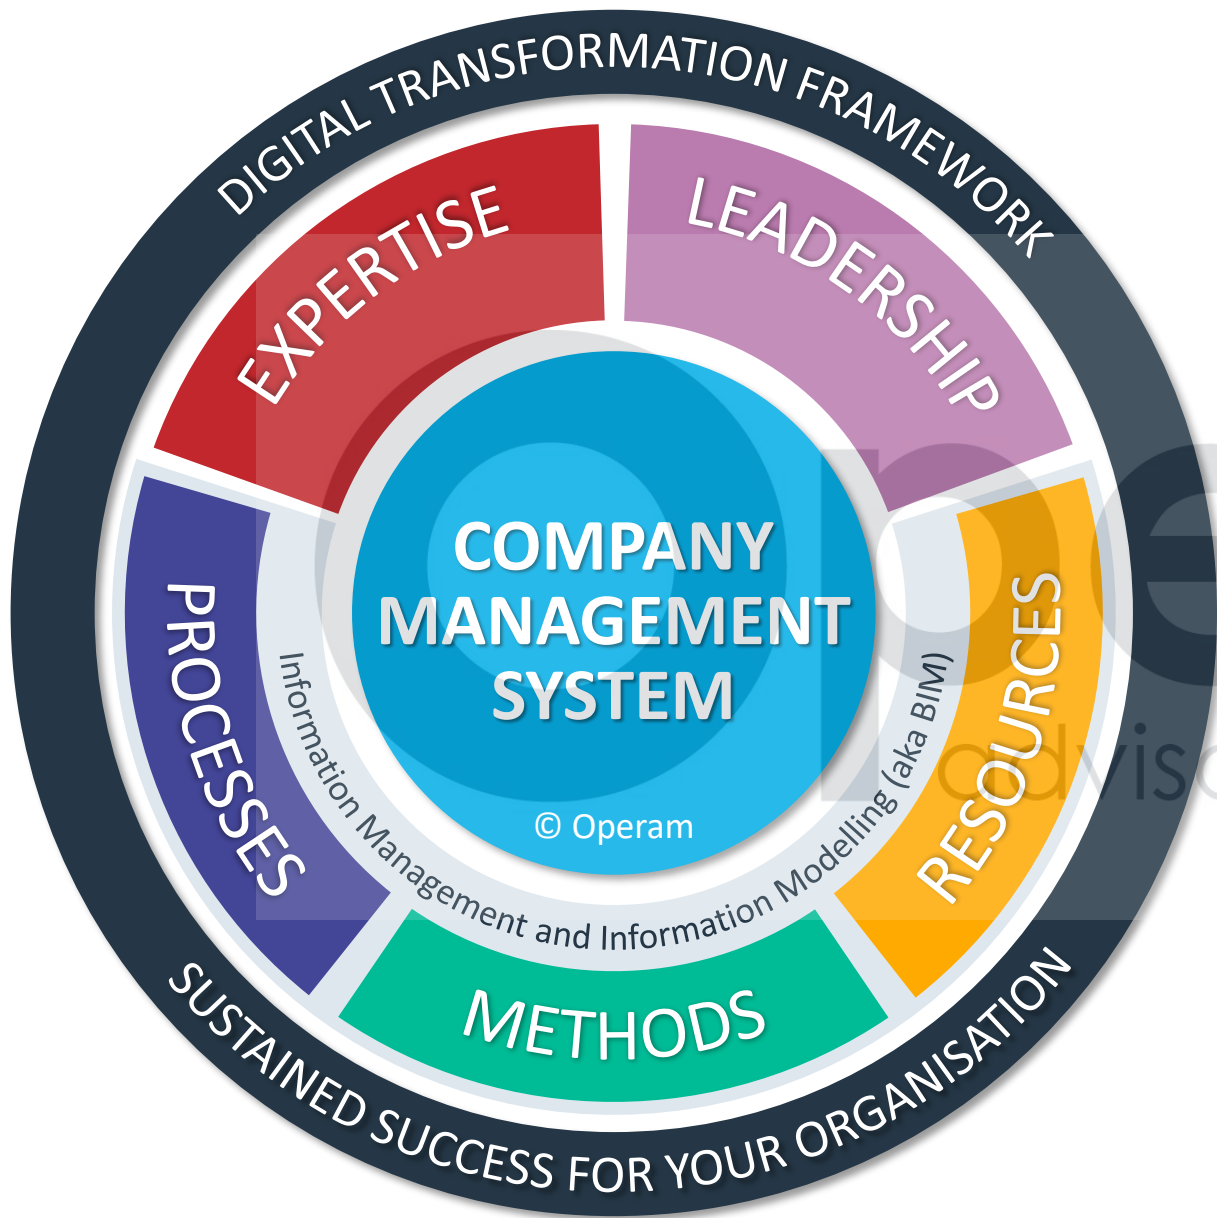 DIGITAL TRANSFORMATION FRAMEWORK
EXPERTISE
LEADERSHIP
COMPANY
MANAGEMENT
SYSTEM
© Operam
PROCESSES
RESOURCES
Information Management and Information Modelling (aka BIM)
METHODS
SUSTAINED SUCCESS FOR YOUR ORGANISATION